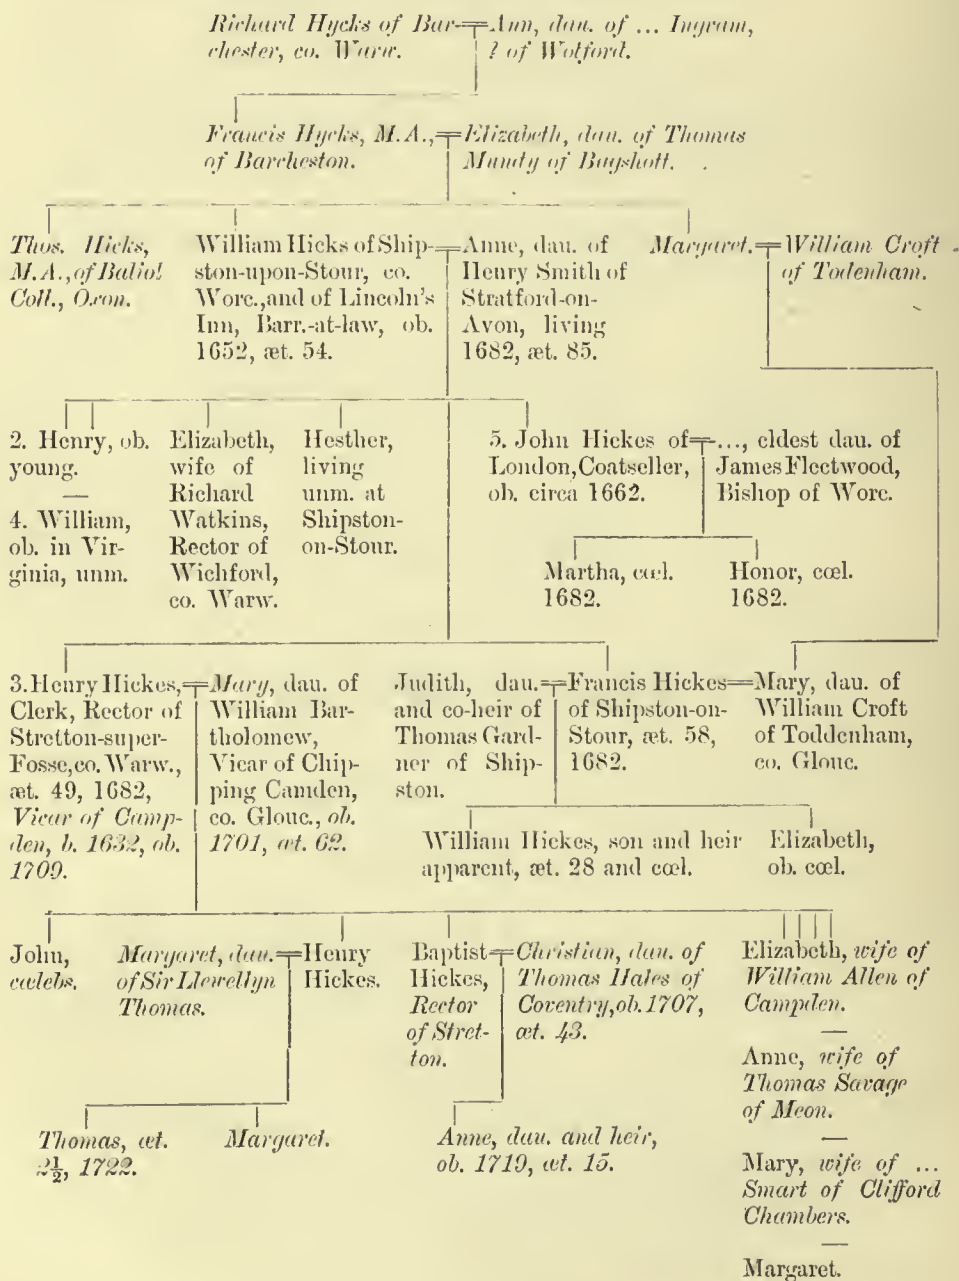 Richard Hycks of Bar-
chester, co. Warw.
Ann, dau. of ... Ingram,
? of Wolford.
Francis Hycks, M.A.,
of Barcheston.
Elizabeth, dau. of Thomas
Mundy of Bagshott.
Thos. Hicks,
M.A., of Baliol
Coll., Oxon.
William Hicks of Ship-
ston-upon-Stour, co.
Worc., and of Lincoln's
Inn, Barr.-at-law, ob.
1652, æt. 54.
Anne, dau. of
Henry Smith of
Stratford-on-
Avon, living
1682, æt. 85.
Margaret.
William Croft
of Todenham.
2. Henry, ob.
young.
—
4. William,
ob. in Vir-
ginia, unm.
Elizabeth,
wife of
Richard
Watkins,
Rector of
Wichford,
co. Warw.
Hesther,
living
unm. at
Shipston-
on-Stour.
5. John Hickes of
London, Coatseller,
ob. circa 1662.
..., eldest dau. of
James Fleetwood,
Bishop of Worc.
Martha, cœl.
1682.
Honor, cœl.
1682.
3. Henry Hickes,
Clerk, Rector of
Stretton-super-
Fosse, co. Warw.,
æt. 49, 1682,
Vicar of Camp-
den, b. 1632, ob.
1709.
Mary, dau. of
William Bar-
tholomew,
Vicar of Chip-
ping Camden,
co. Glouc., ob.
1701, æt. 62.
Judith, dau.
and co-heir of
Thomas Gard-
ner of Ship-
ston.
Francis Hickes
of Shipston-on-
Stour, æt. 58,
1682.
Mary, dau. of
William Croft
of Toddenham,
co. Glouc.
William Hickes, son and heir
apparent, æt. 28 and cœl.
Elizabeth,
ob. cœl.
John,
cælebs.
Margaret, dau.
of Sir Llewellyn
Thomas.
Henry
Hickes.
Baptist
Hickes,
Rector
of Stret-
ton.
Christian, dau. of
Thomas Hales of
Coventry, ob. 1707,
æt. 43.
Elizabeth, wife of
William Allen of
Campden.
—
Anne, wife of
Thomas Savage
of Meon.
—
Mary, wife of ...
Smart of Clifford
Chambers.
—
Margaret.
Thomas, æt.
2½, 1722.
Margaret.
Anne, dau. and heir,
ob. 1719, æt. 15.